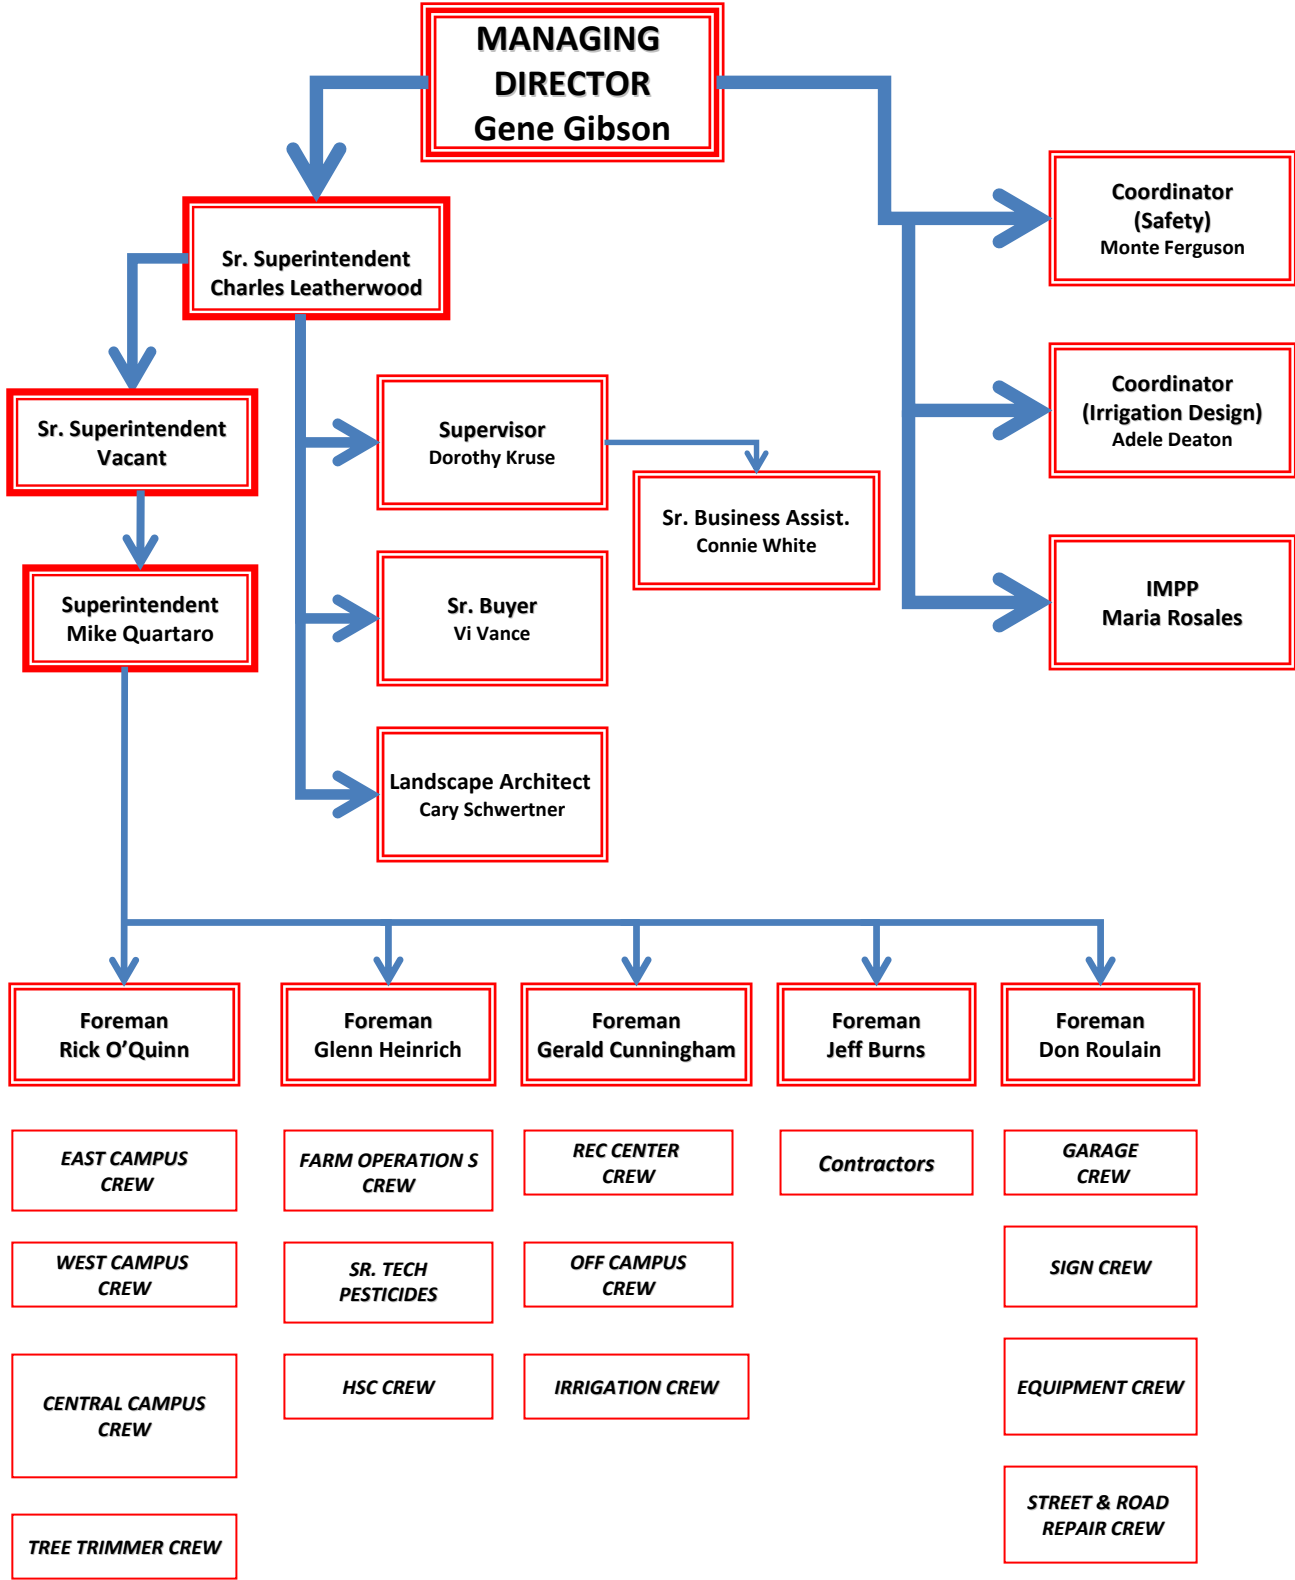 MANAGING
DIRECTOR
Gene Gibson
Coordinator
(Safety)
Monte Ferguson
Sr. Superintendent
Charles Leatherwood
Coordinator
(Irrigation Design)
Adele Deaton
Sr. Superintendent
Vacant
Supervisor
Dorothy Kruse
Sr. Business Assist.
Connie White
Superintendent
Mike Quartaro
Sr. Buyer
Vi Vance
IMPP
Maria Rosales
Landscape Architect
Cary Schwertner
Foreman
Rick O’Quinn
Foreman
Glenn Heinrich
Foreman
Gerald Cunningham
Foreman
Jeff Burns
Foreman
Don Roulain
EAST CAMPUS
CREW
FARM OPERATION S
CREW
REC CENTER
CREW
Contractors
GARAGE
CREW
WEST CAMPUS
CREW
SR. TECH
PESTICIDES
OFF CAMPUS
CREW
SIGN CREW
CENTRAL CAMPUS
CREW
HSC CREW
IRRIGATION CREW
EQUIPMENT CREW
TREE TRIMMER CREW
STREET & ROAD
REPAIR CREW